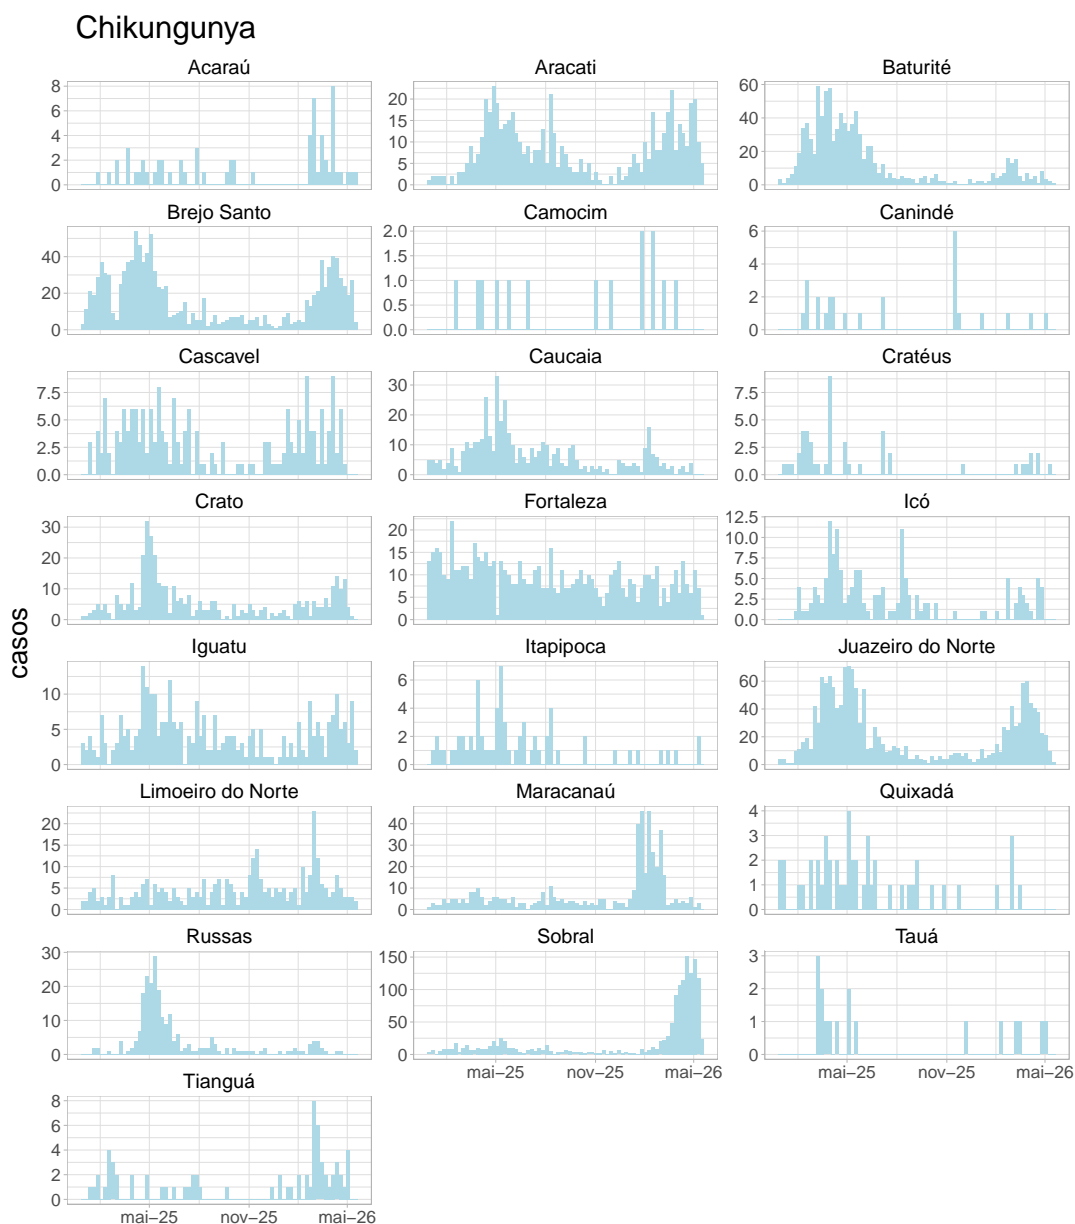 Chikungunya
Acaraú
Aracati
Baturité
8
6
4
2
0
20
15
10
5
0
60
40
20
0
Brejo Santo
Camocim
Canindé
40
20
0
2.0
1.5
1.0
0.5
0.0
6
4
2
0
Cascavel
Caucaia
Cratéus
7.5
5.0
2.5
0.0
30
20
10
0
7.5
5.0
2.5
0.0
Crato
Fortaleza
Icó
30
20
10
0
20
15
10
5
0
12.5
10.0
7.5
5.0
2.5
0.0
casos
Iguatu
Itapipoca
Juazeiro do Norte
10
5
0
6
4
2
0
60
40
20
0
Limoeiro do Norte
Maracanaú
Quixadá
20
15
10
5
0
40
30
20
10
0
4
3
2
1
0
Russas
Sobral
Tauá
30
20
10
0
150
100
50
0
3
2
1
0
mai−25
nov−25
mai−26
mai−25
nov−25
mai−26
Tianguá
8
6
4
2
0
mai−25
nov−25
mai−26